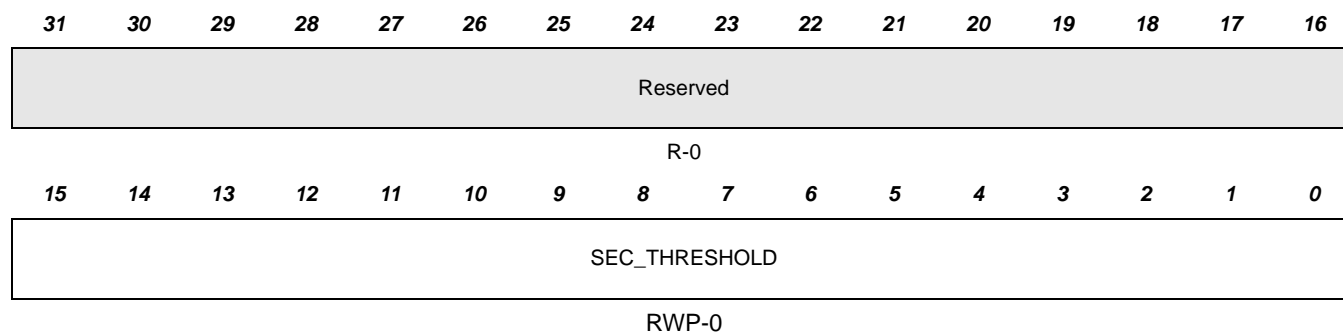 31 30 29 28 27 26 25 24 23 22 21 20 19 18 17 16
Reserved
R-0
15 14 13 12 11 10 9 8 7 6 5 4 3 2 1 0
SEC_THRESHOLD
RWP-0